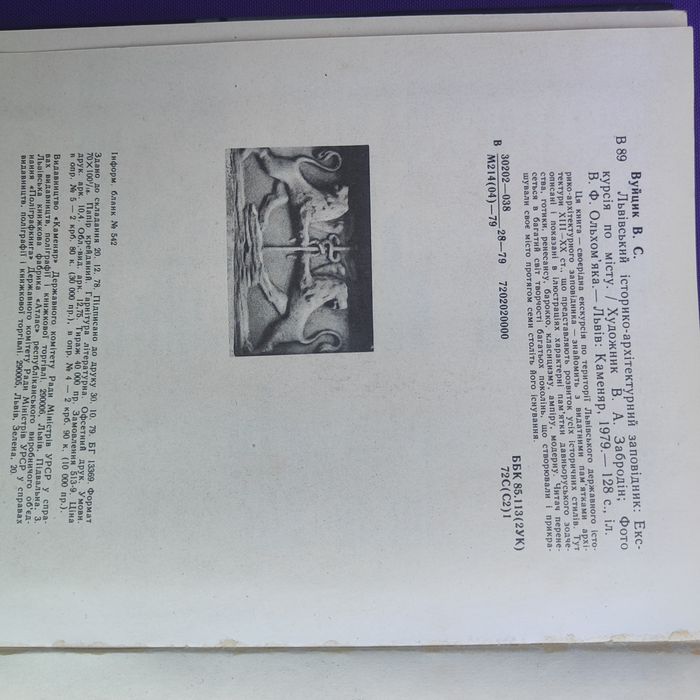 Вуйцик В. С.
В 89 Львівський історико-архітектурний заповідник: Екс-
курсія по місту. / Художник В. А. Забродін; Фото
В. Ф. Ольхом'яка.— Львів: Каменяр, 1979.— 128 с., іл.
Ця книга — своєрідна екскурсія по території Львівського державного істо-
рико-архітектурного заповідника — знайомить з видатними пам'ятками архі-
тектури XIII—XX ст., що представляють розвиток усіх історичних стилів. Тут
описані і показані в ілюстраціях характерні пам'ятки давньоруського зодче-
ства, готики, ренесансу, барокко, класицизму, ампіру, модерну. Читач перене-
сеться в багатий світ творчості багатьох поколінь, що створювали і прикра-
шували своє місто протягом семи століть його існування.
В 30202—038
М214(04)—79 28—79 7202020000
ББК 85.113(2УК)
72С(С2)1
Інформ. бланк № 542
Здано до складання 20. 12. 78. Підписано до друку 30. 10. 79. БГ 13369. Формат
70×100¹/₁₆. Папір крейдяний. Гарнітура літературна. Офсетний друк. Умовн.
друк. арк. 10,4. Обл.-вид. арк. 12,75. Тираж 40 000 пр. Замовлення 513-9. Ціна
в опр. № 5 — 2 крб. 80 к. (30 000 пр.), в опр. № 4 — 2 крб. 90 к. (10 000 пр.).
Видавництво «Каменяр» Державного комітету Ради Міністрів УРСР у спра-
вах видавництв, поліграфії і книжкової торгівлі. 290006, Львів, Підвальна, 3.
Львівська книжкова фабрика «Атлас» республіканського виробничого об'єд-
нання «Поліграфкнига» Державного комітету Ради Міністрів УРСР у справах
видавництв, поліграфії і книжкової торгівлі. 290005, Львів, Зелена, 20.